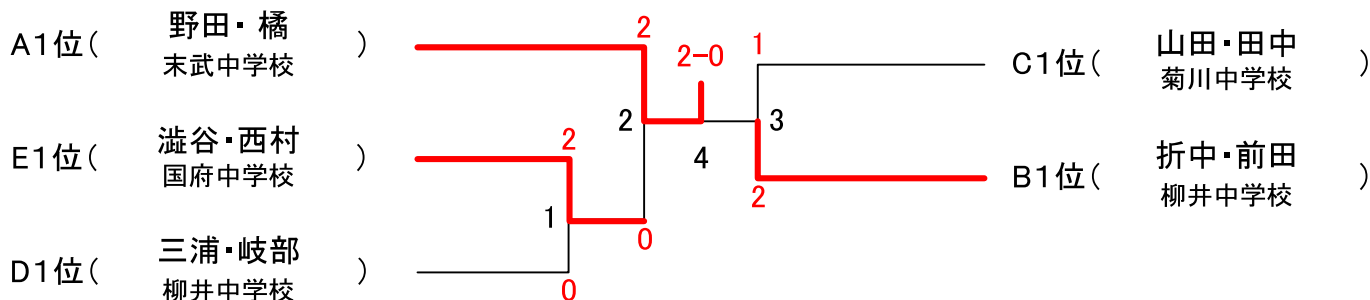 A1位( 野田・橘 )
末武中学校
2
2
E1位( 澁谷・西村 )
国府中学校
2
1
0
D1位( 三浦・岐部 )
柳井中学校
0
2-0
4
1
3
2
C1位( 山田・田中 )
菊川中学校
B1位( 折中・前田 )
柳井中学校